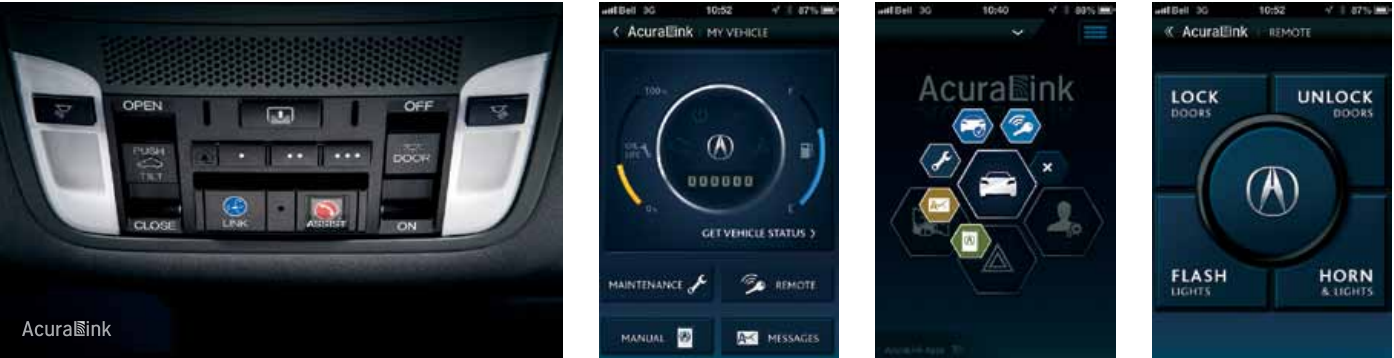 OPEN
OFF
PUSH
TILT
DOOR
CLOSE
LINK
ASSIST
ON
AcuraLink
Bell 3G 10:52 87%
AcuraLink MY VEHICLE
100%
F
OIL
LIFE
000000
0%
E
GET VEHICLE STATUS
MAINTENANCE
REMOTE
MANUAL
MESSAGES
Bell 3G 10:40 88%
AcuraLink
Bell 3G 10:52 87%
AcuraLink REMOTE
LOCK
DOORS
UNLOCK
DOORS
FLASH
LIGHTS
HORN
& LIGHTS